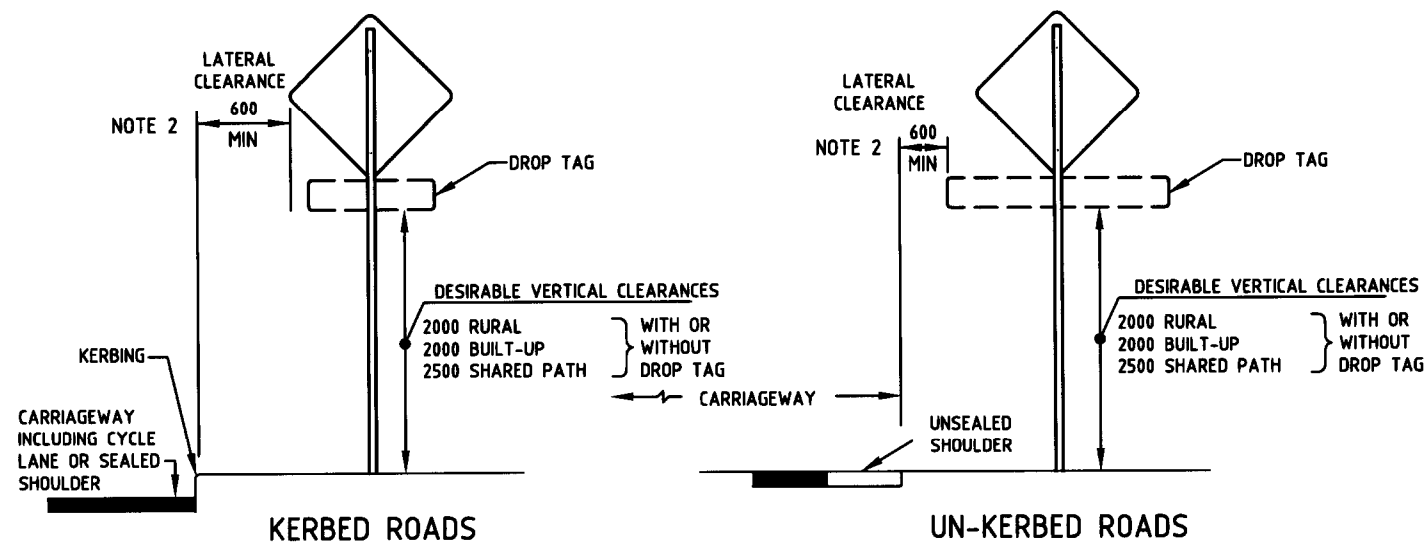 LATERAL
CLEARANCE
600
MIN
NOTE 2
DROP TAG
DESIRABLE VERTICAL CLEARANCES
2000 RURAL
2000 BUILT-UP
2500 SHARED PATH
WITH OR
WITHOUT
DROP TAG
KERBING
CARRIAGEWAY
INCLUDING CYCLE
LANE OR SEALED
SHOULDER
KERBED ROADS
LATERAL
CLEARANCE
600
MIN
NOTE 2
DROP TAG
DESIRABLE VERTICAL CLEARANCES
2000 RURAL
2000 BUILT-UP
2500 SHARED PATH
WITH OR
WITHOUT
DROP TAG
CARRIAGEWAY
UNSEALED
SHOULDER
UN-KERBED ROADS